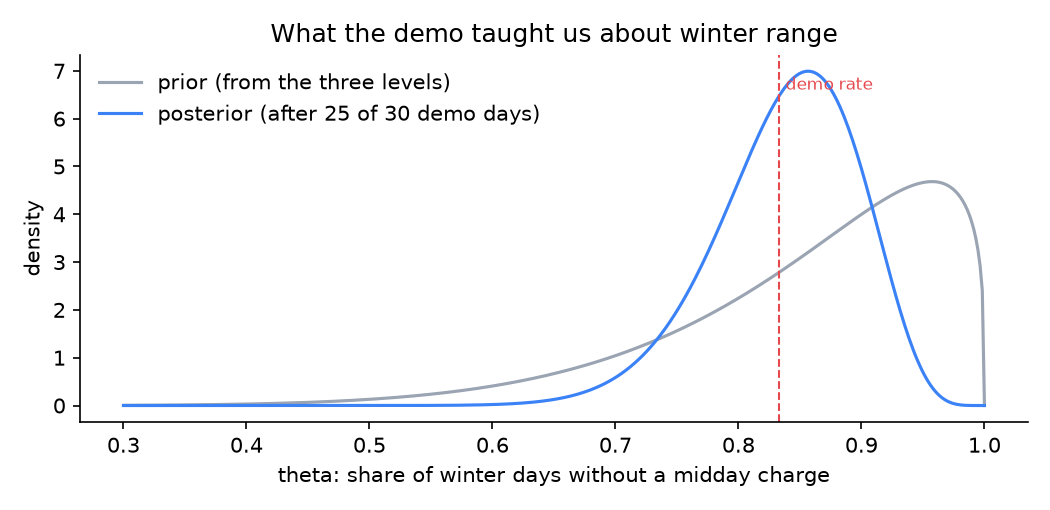 What the demo taught us about winter range
prior (from the three levels)
posterior (after 25 of 30 demo days)
demo rate
density
7
6
5
4
3
2
1
0
0.3 0.4 0.5 0.6 0.7 0.8 0.9 1.0
theta: share of winter days without a midday charge